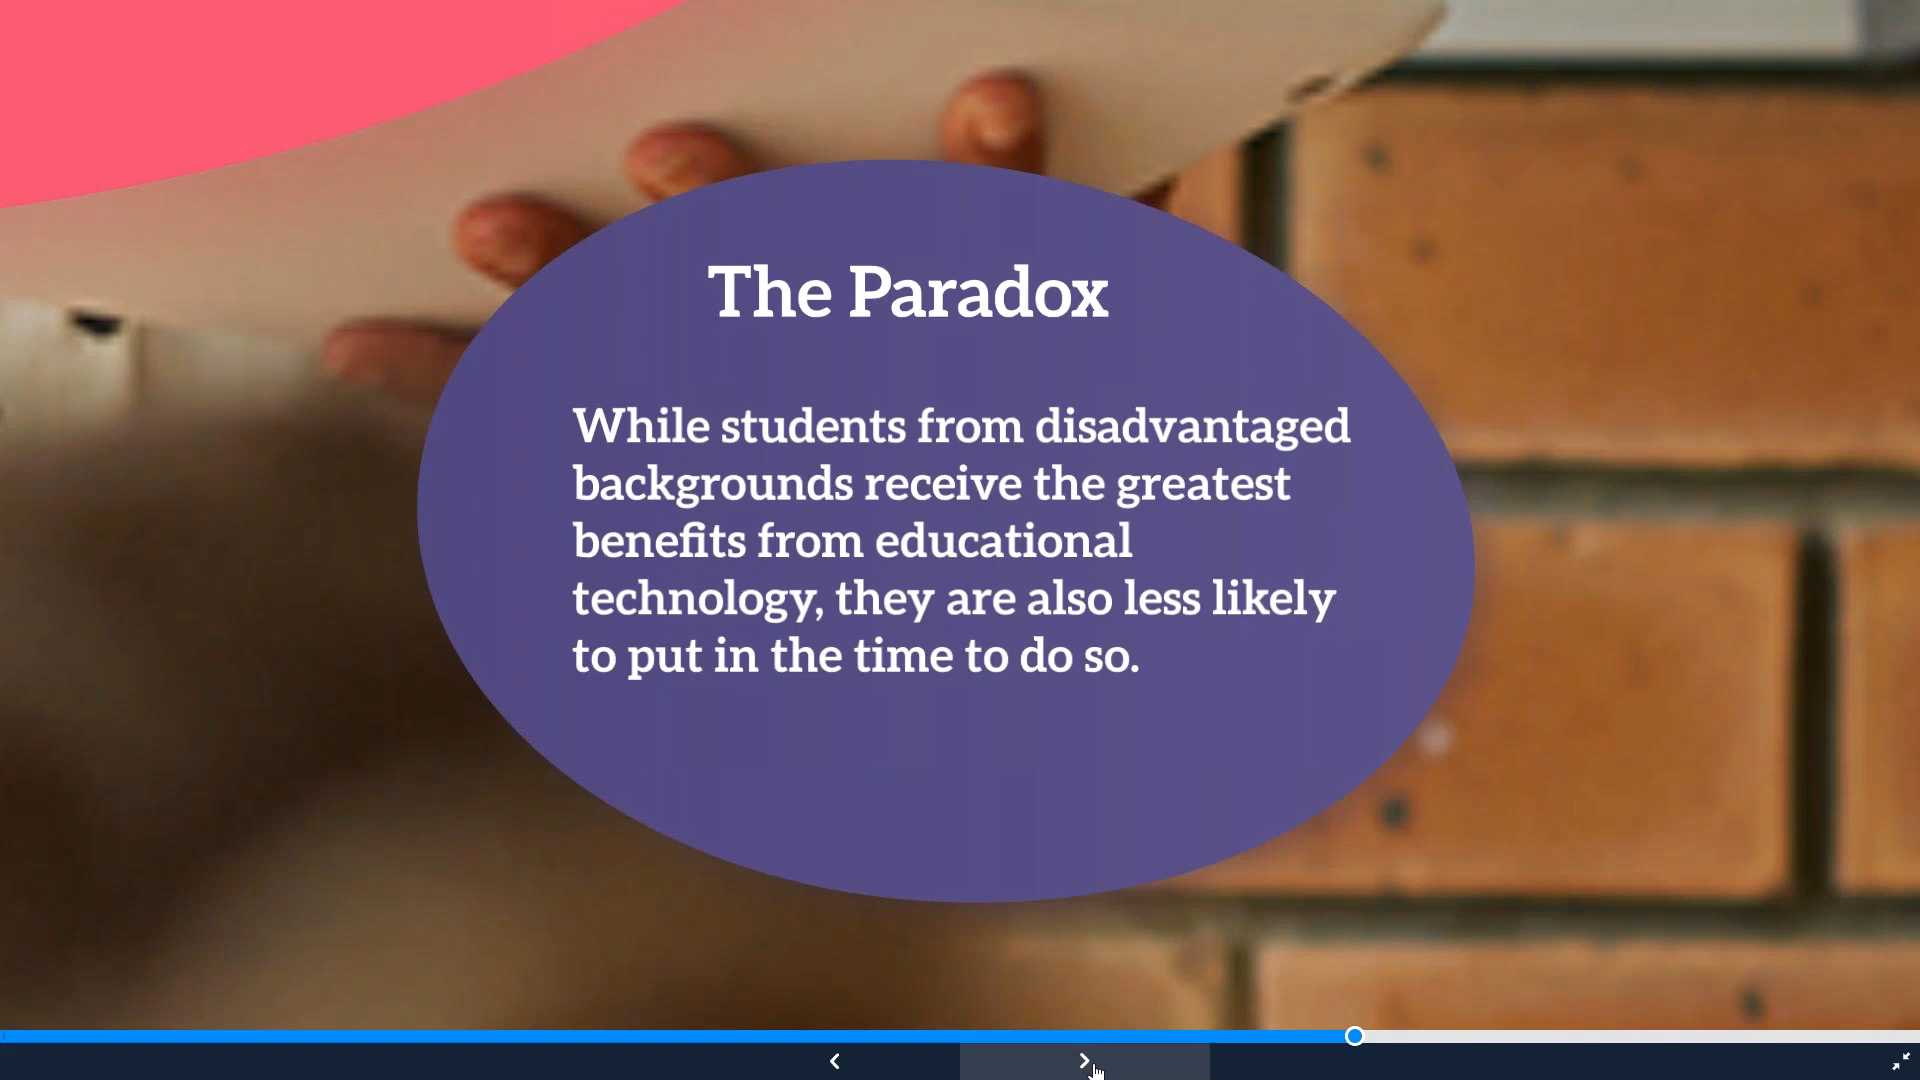 The Paradox
While students from disadvantaged
backgrounds receive the greatest
benefits from educational
technology, they are also less likely
to put in the time to do so.